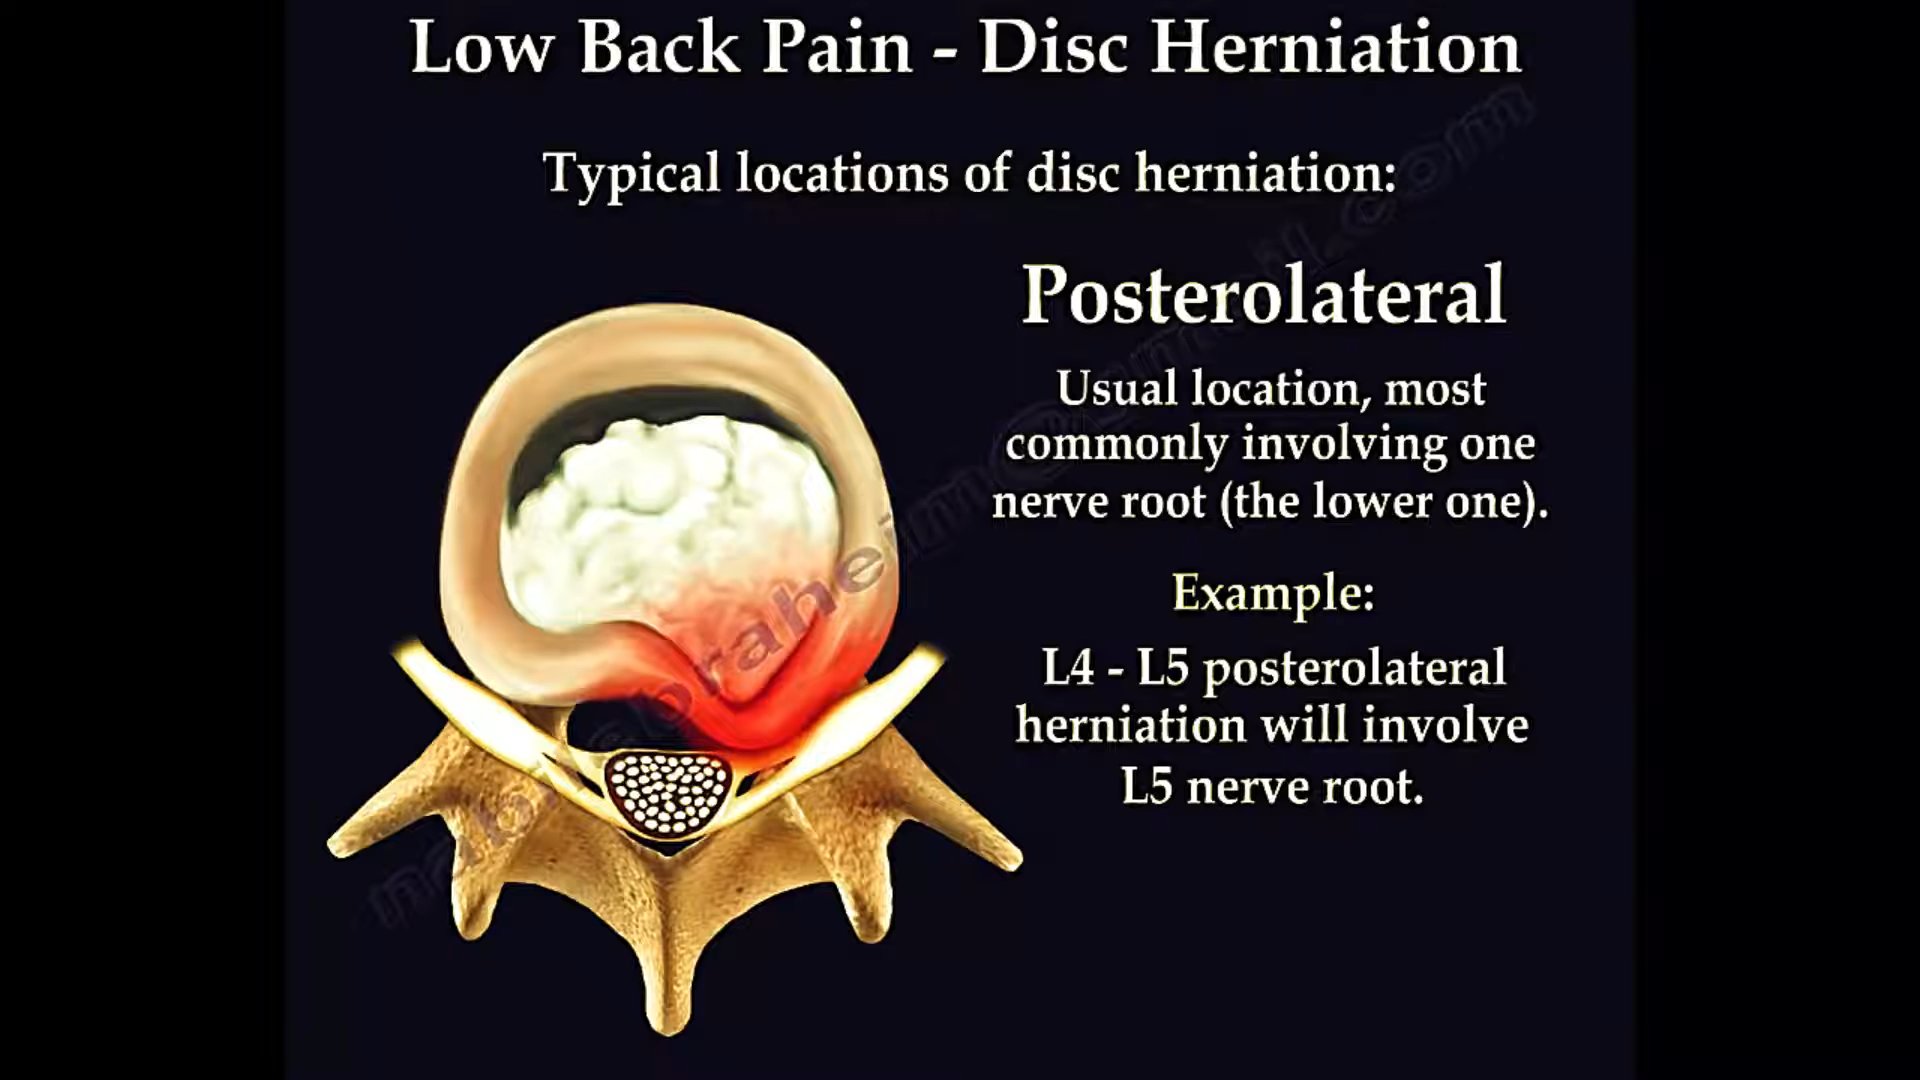 Low Back Pain - Disc Herniation
Typical locations of disc herniation:
Posterolateral
Usual location, most
commonly involving one
nerve root (the lower one).
Example:
L4 - L5 posterolateral
herniation will involve
L5 nerve root.